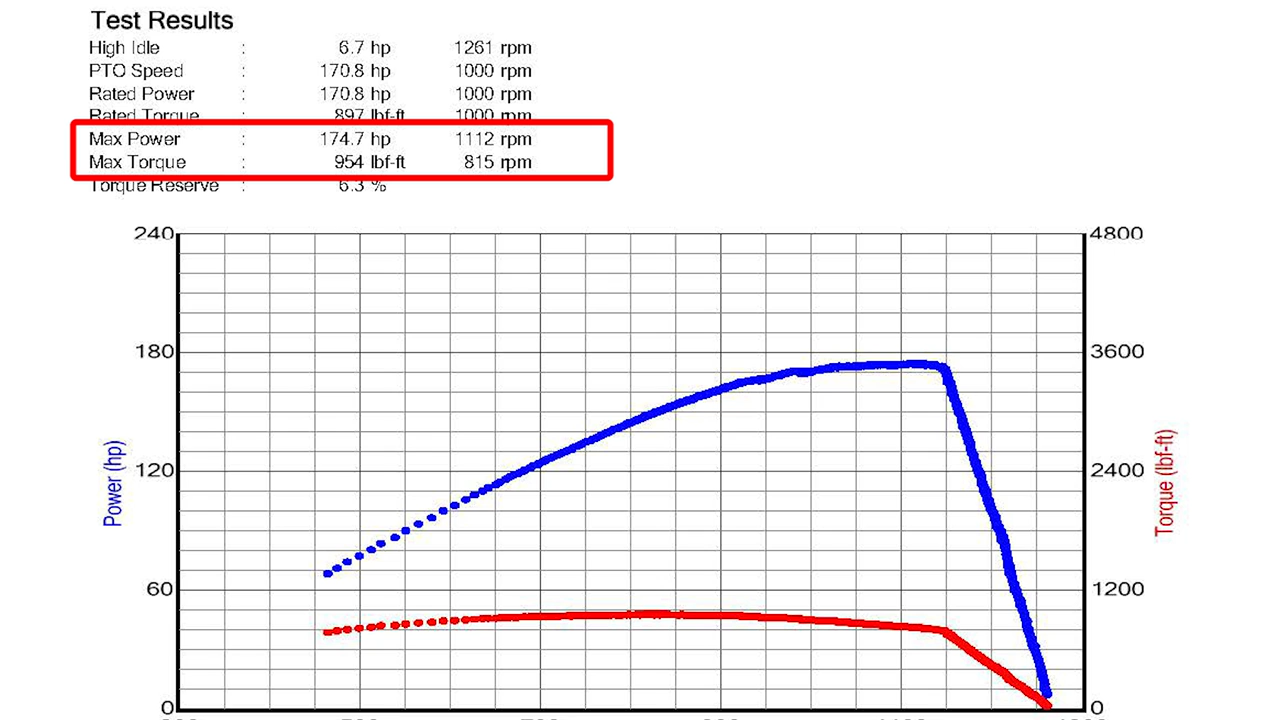 Test Results
High Idle : 6.7 hp 1261 rpm
PTO Speed : 170.8 hp 1000 rpm
Rated Power : 170.8 hp 1000 rpm
Rated Torque : 897 lbf-ft 1000 rpm
Max Power : 174.7 hp 1112 rpm
Max Torque : 954 lbf-ft 815 rpm
Torque Reserve : 6.3 %
240 4800
180 3600
Power (hp)
Torque (lbf-ft)
120 2400
60 1200
0 0